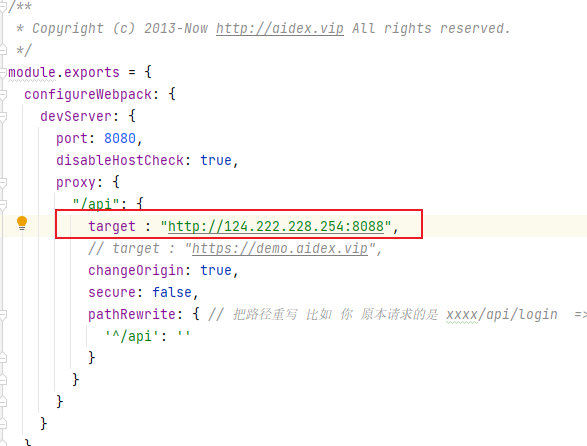 /**
 * Copyright (c) 2013-Now http://aidex.vip All rights reserved.
 */
module.exports = {
  configureWebpack: {
    devServer: {
      port: 8080,
      disableHostCheck: true,
      proxy: {
        "/api": {
          target : "http://124.222.228.254:8088",
          // target : "https://demo.aidex.vip",
          changeOrigin: true,
          secure: false,
          pathRewrite: { // 把路径重写 比如 你 原本请求的是 xxxx/api/login =>
            '^/api': ''
          }
        }
      }
    }
  }